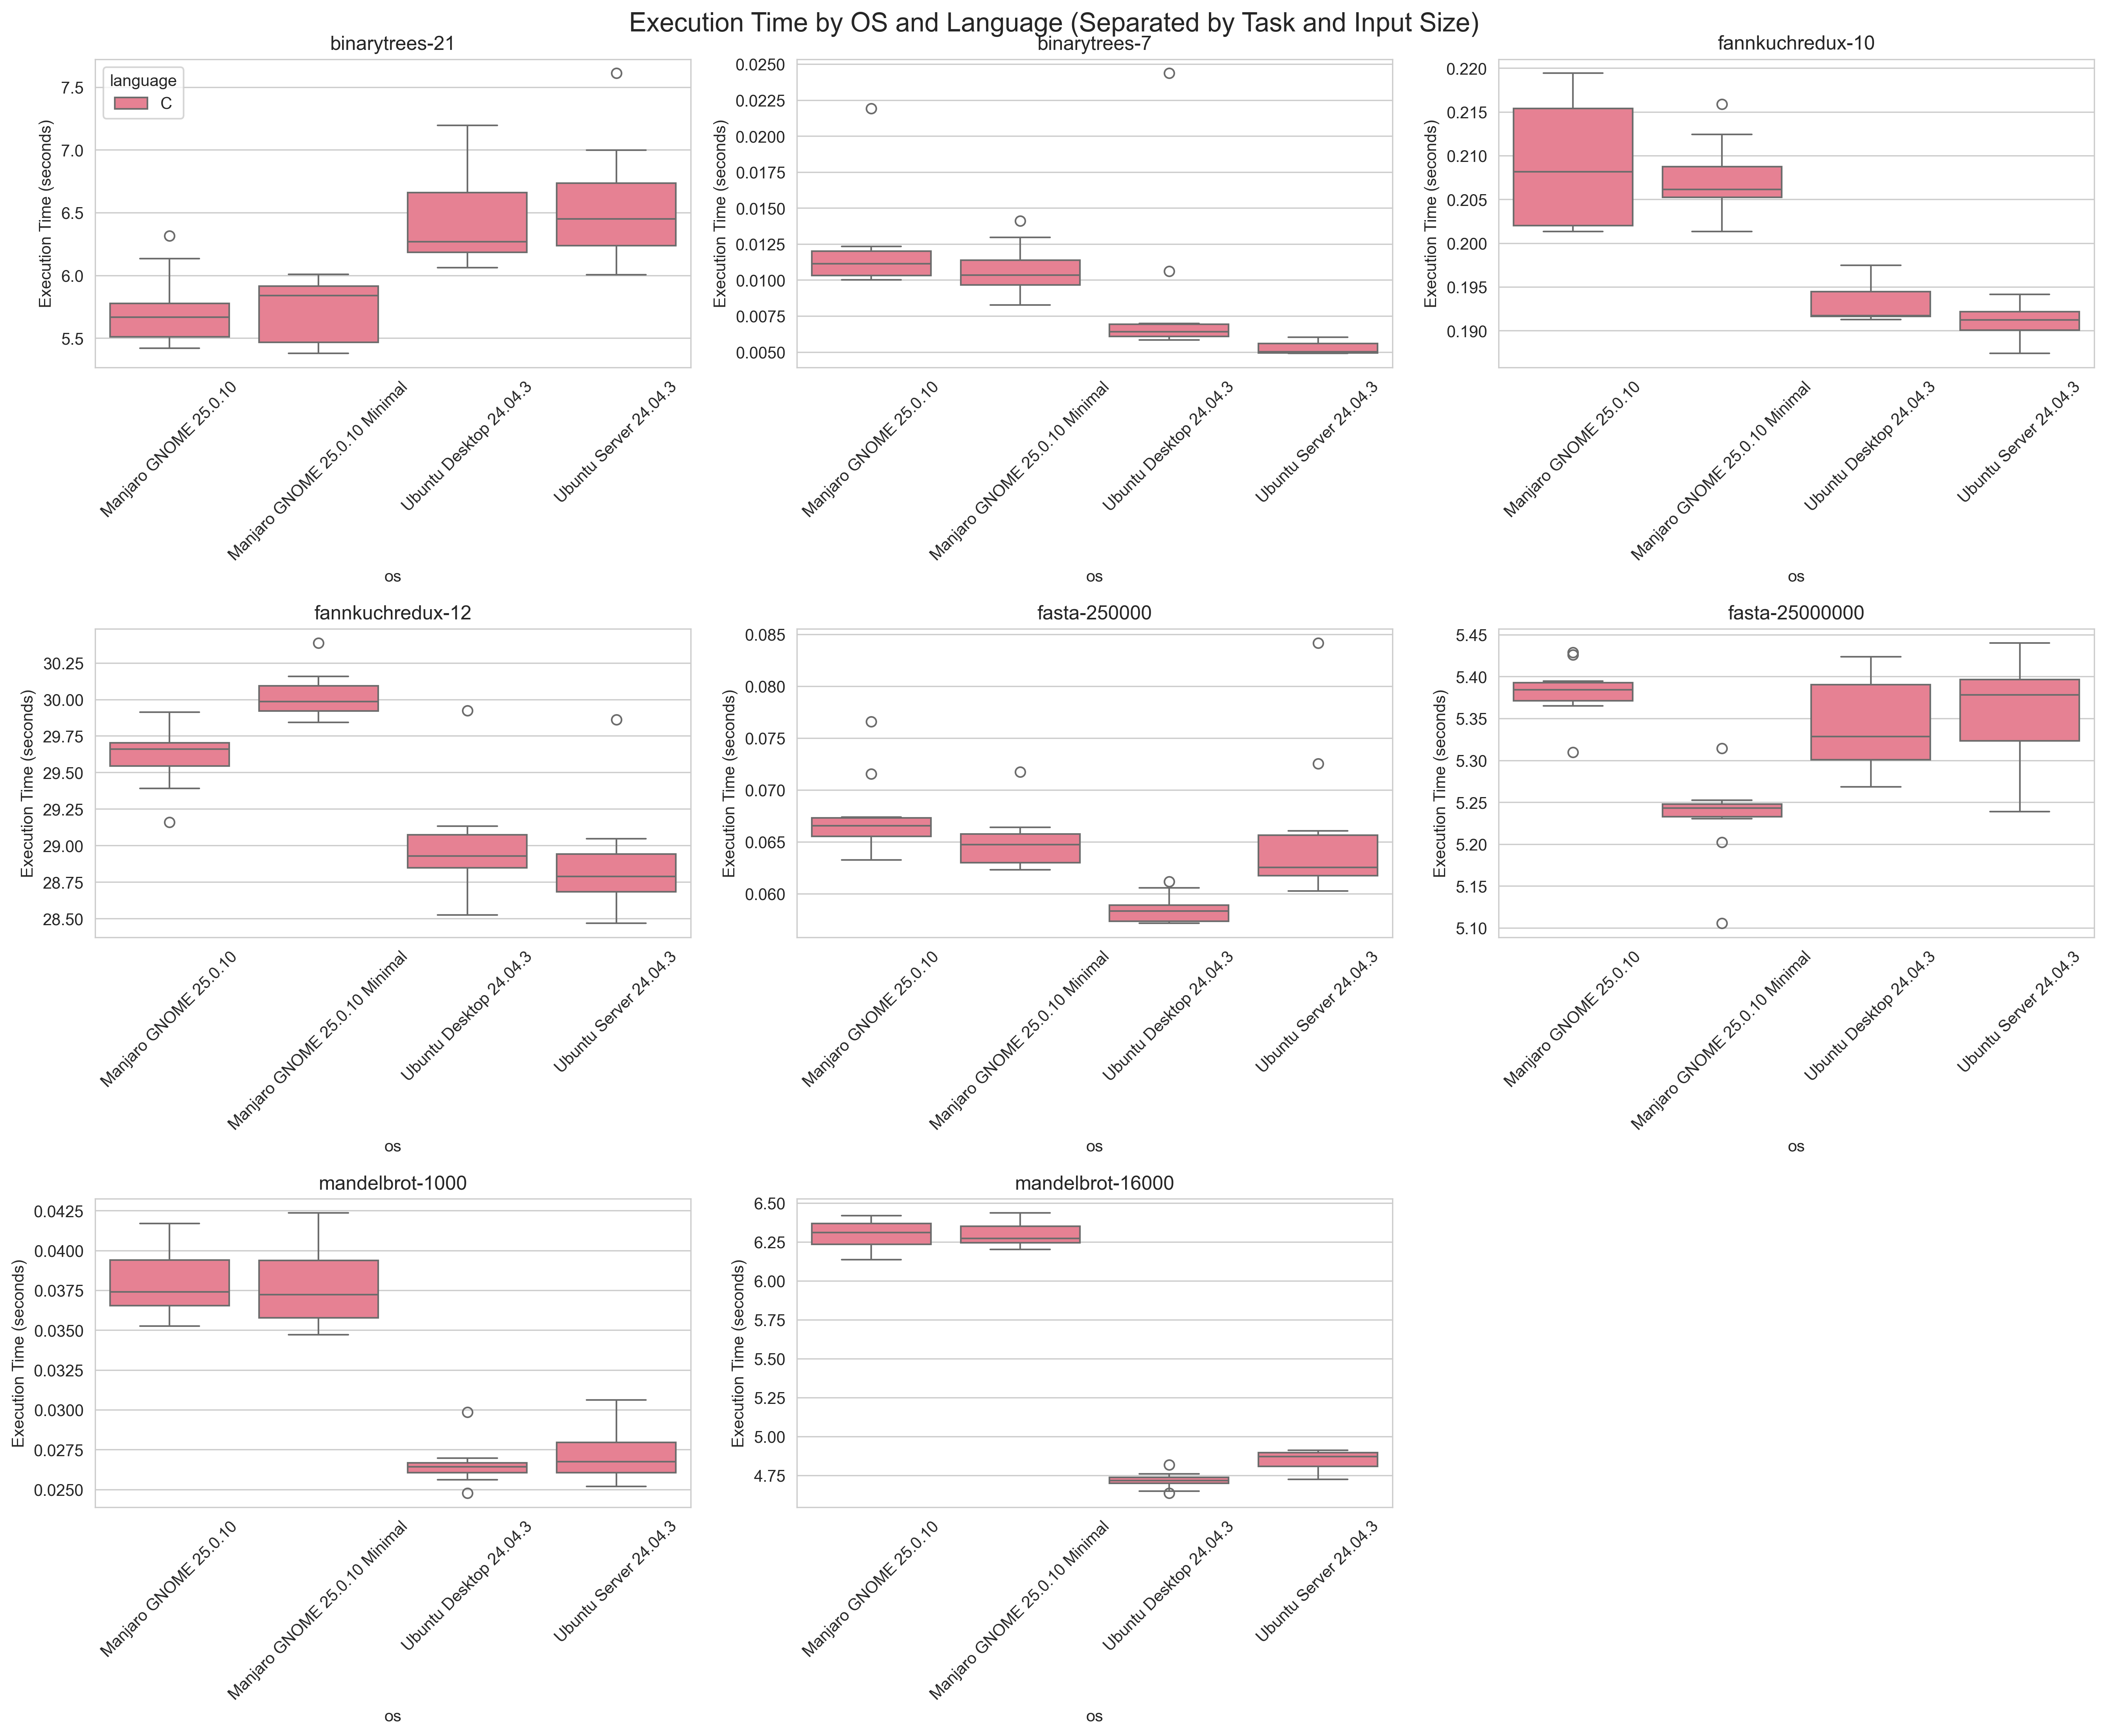 Execution Time by OS and Language (Separated by Task and Input Size)
binarytrees-21
language
C
Execution Time (seconds)
7.5
7.0
6.5
6.0
5.5
Manjaro GNOME 25.0.10
Manjaro GNOME 25.0.10 Minimal
Ubuntu Desktop 24.04.3
Ubuntu Server 24.04.3
os
binarytrees-7
Execution Time (seconds)
0.0250
0.0225
0.0200
0.0175
0.0150
0.0125
0.0100
0.0075
0.0050
Manjaro GNOME 25.0.10
Manjaro GNOME 25.0.10 Minimal
Ubuntu Desktop 24.04.3
Ubuntu Server 24.04.3
os
fannkuchredux-10
Execution Time (seconds)
0.220
0.215
0.210
0.205
0.200
0.195
0.190
Manjaro GNOME 25.0.10
Manjaro GNOME 25.0.10 Minimal
Ubuntu Desktop 24.04.3
Ubuntu Server 24.04.3
os
fannkuchredux-12
Execution Time (seconds)
30.25
30.00
29.75
29.50
29.25
29.00
28.75
28.50
Manjaro GNOME 25.0.10
Manjaro GNOME 25.0.10 Minimal
Ubuntu Desktop 24.04.3
Ubuntu Server 24.04.3
os
fasta-250000
Execution Time (seconds)
0.085
0.080
0.075
0.070
0.065
0.060
Manjaro GNOME 25.0.10
Manjaro GNOME 25.0.10 Minimal
Ubuntu Desktop 24.04.3
Ubuntu Server 24.04.3
os
fasta-25000000
Execution Time (seconds)
5.45
5.40
5.35
5.30
5.25
5.20
5.15
5.10
Manjaro GNOME 25.0.10
Manjaro GNOME 25.0.10 Minimal
Ubuntu Desktop 24.04.3
Ubuntu Server 24.04.3
os
mandelbrot-1000
Execution Time (seconds)
0.0425
0.0400
0.0375
0.0350
0.0325
0.0300
0.0275
0.0250
Manjaro GNOME 25.0.10
Manjaro GNOME 25.0.10 Minimal
Ubuntu Desktop 24.04.3
Ubuntu Server 24.04.3
os
mandelbrot-16000
Execution Time (seconds)
6.50
6.25
6.00
5.75
5.50
5.25
5.00
4.75
Manjaro GNOME 25.0.10
Manjaro GNOME 25.0.10 Minimal
Ubuntu Desktop 24.04.3
Ubuntu Server 24.04.3
os